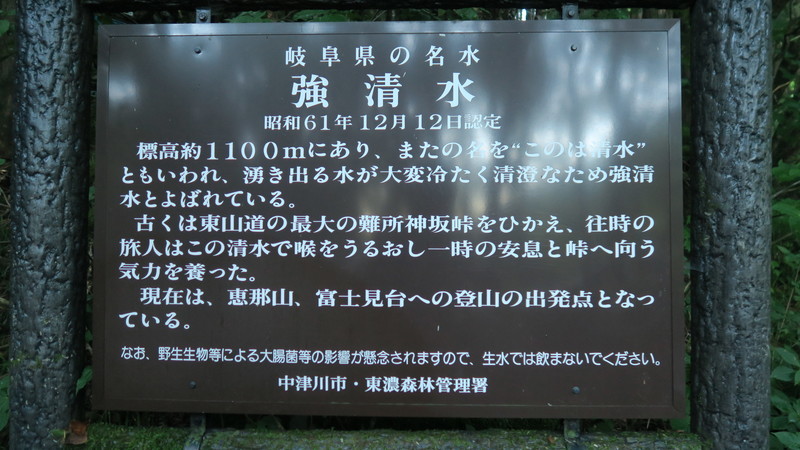 岐阜県の名水
強清水
昭和61年12月12日認定
標高約1100mにあり、またの名を“このは清水”
ともいわれ、湧き出る水が大変冷たく清澄なため強清
水とよばれている。
古くは東山道の最大の難所神坂峠をひかえ、往時の
旅人はこの清水で喉をうるおし一時の安息と峠へ向う
気力を養った。
現在は、恵那山、富士見台への登山の出発点となっ
ている。
なお、野生生物等による大腸菌等の影響が懸念されますので、生水では飲まないでください。
中津川市・東濃森林管理署